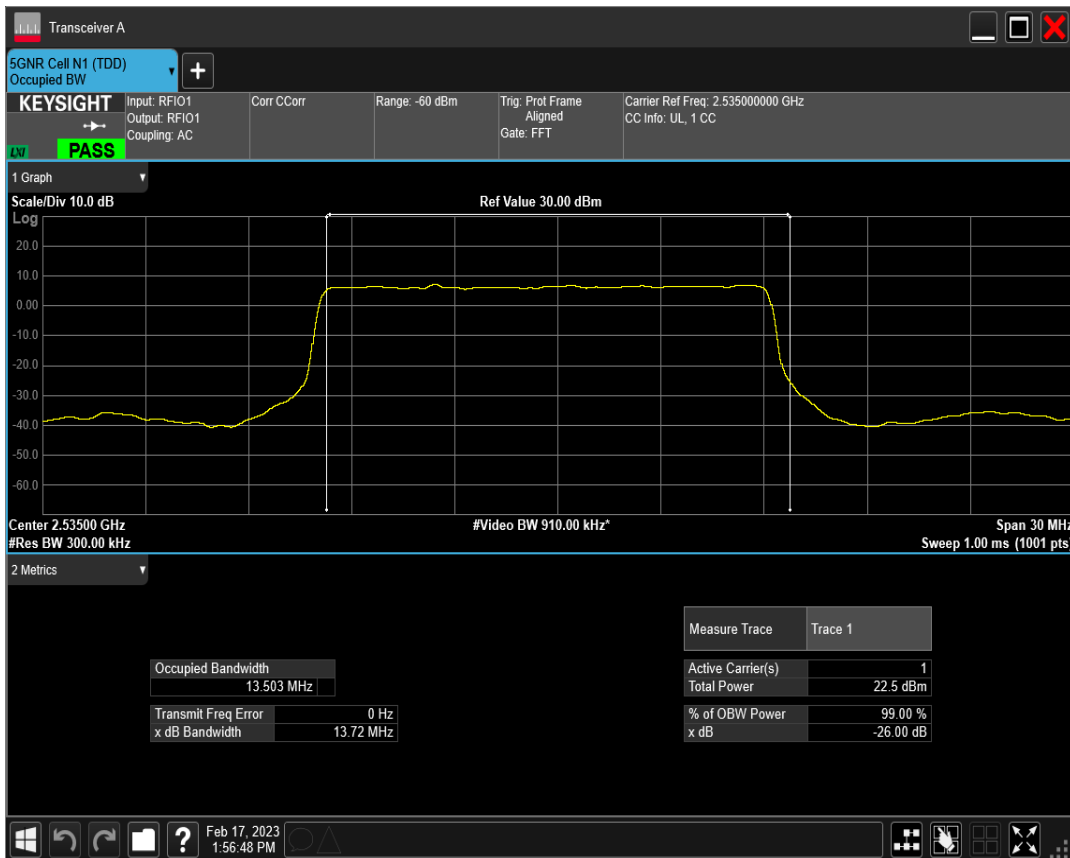 Transceiver A
5GNR Cell N1 (TDD)
Occupied BW
+
KEYSIGHT
LXI
PASS
Input: RFIO1
Output: RFIO1
Coupling: AC
Corr CCorr
Range: -60 dBm
Trig: Prot Frame
Aligned
Gate: FFT
Carrier Ref Freq: 2.535000000 GHz
CC Info: UL, 1 CC
1 Graph
Scale/Div 10.0 dB
Ref Value 30.00 dBm
Log
20.0
10.0
0.00
-10.0
-20.0
-30.0
-40.0
-50.0
-60.0
Center 2.53500 GHz
#Video BW 910.00 kHz*
Span 30 MHz
#Res BW 300.00 kHz
Sweep 1.00 ms (1001 pts)
2 Metrics
Measure Trace Trace 1
Occupied Bandwidth
13.503 MHz
Active Carrier(s) 1
Total Power 22.5 dBm
Transmit Freq Error 0 Hz
x dB Bandwidth 13.72 MHz
% of OBW Power 99.00 %
x dB -26.00 dB
?
Feb 17, 2023
1:56:48 PM